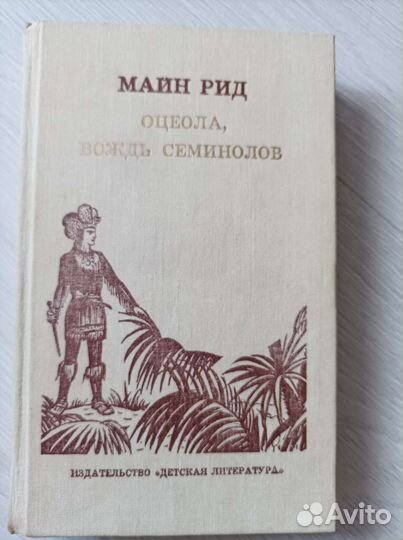 МАЙН РИД
ОЦЕОЛА,
ВОЖДЬ СЕМИНОЛОВ
ИЗДАТЕЛЬСТВО «ДЕТСКАЯ ЛИТЕРАТУРА»
Avito